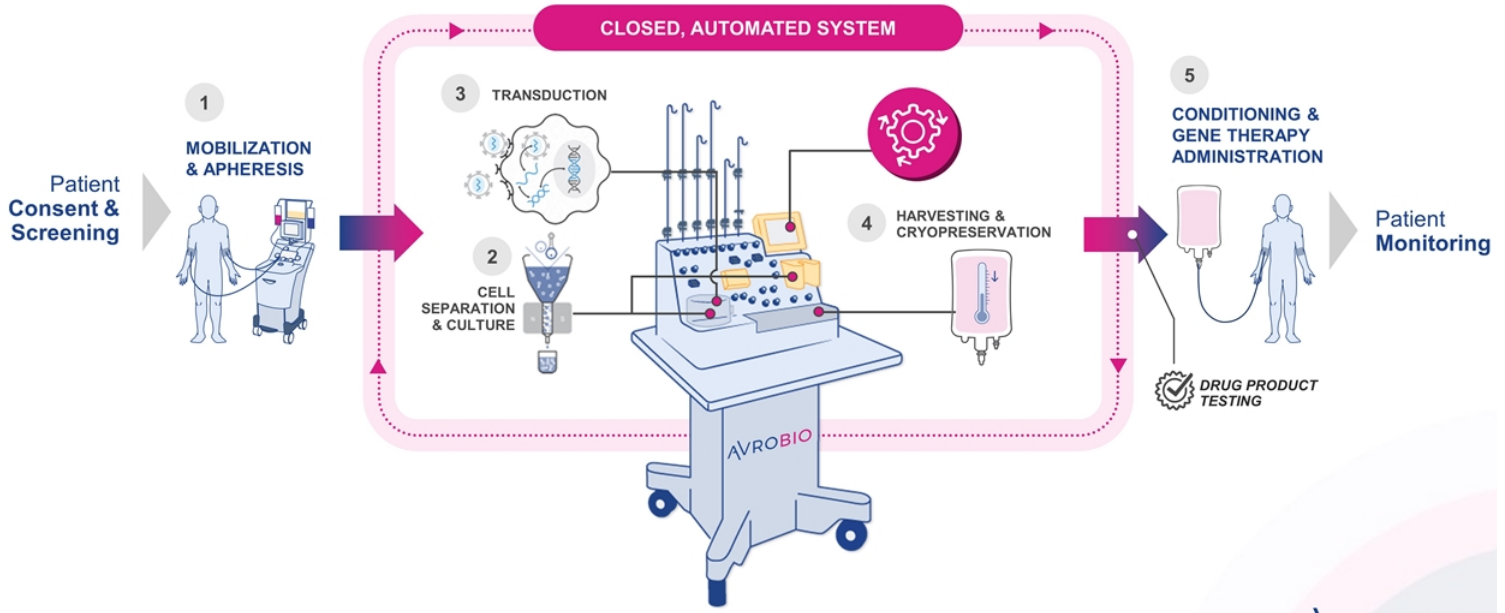 CLOSED, AUTOMATED SYSTEM
Patient
Consent &
Screening
1
MOBILIZATION
& APHERESIS
2
CELL
SEPARATION
& CULTURE
3
TRANSDUCTION
4
HARVESTING &
CRYOPRESERVATION
5
CONDITIONING &
GENE THERAPY
ADMINISTRATION
DRUG PRODUCT
TESTING
Patient
Monitoring
AVROBIO